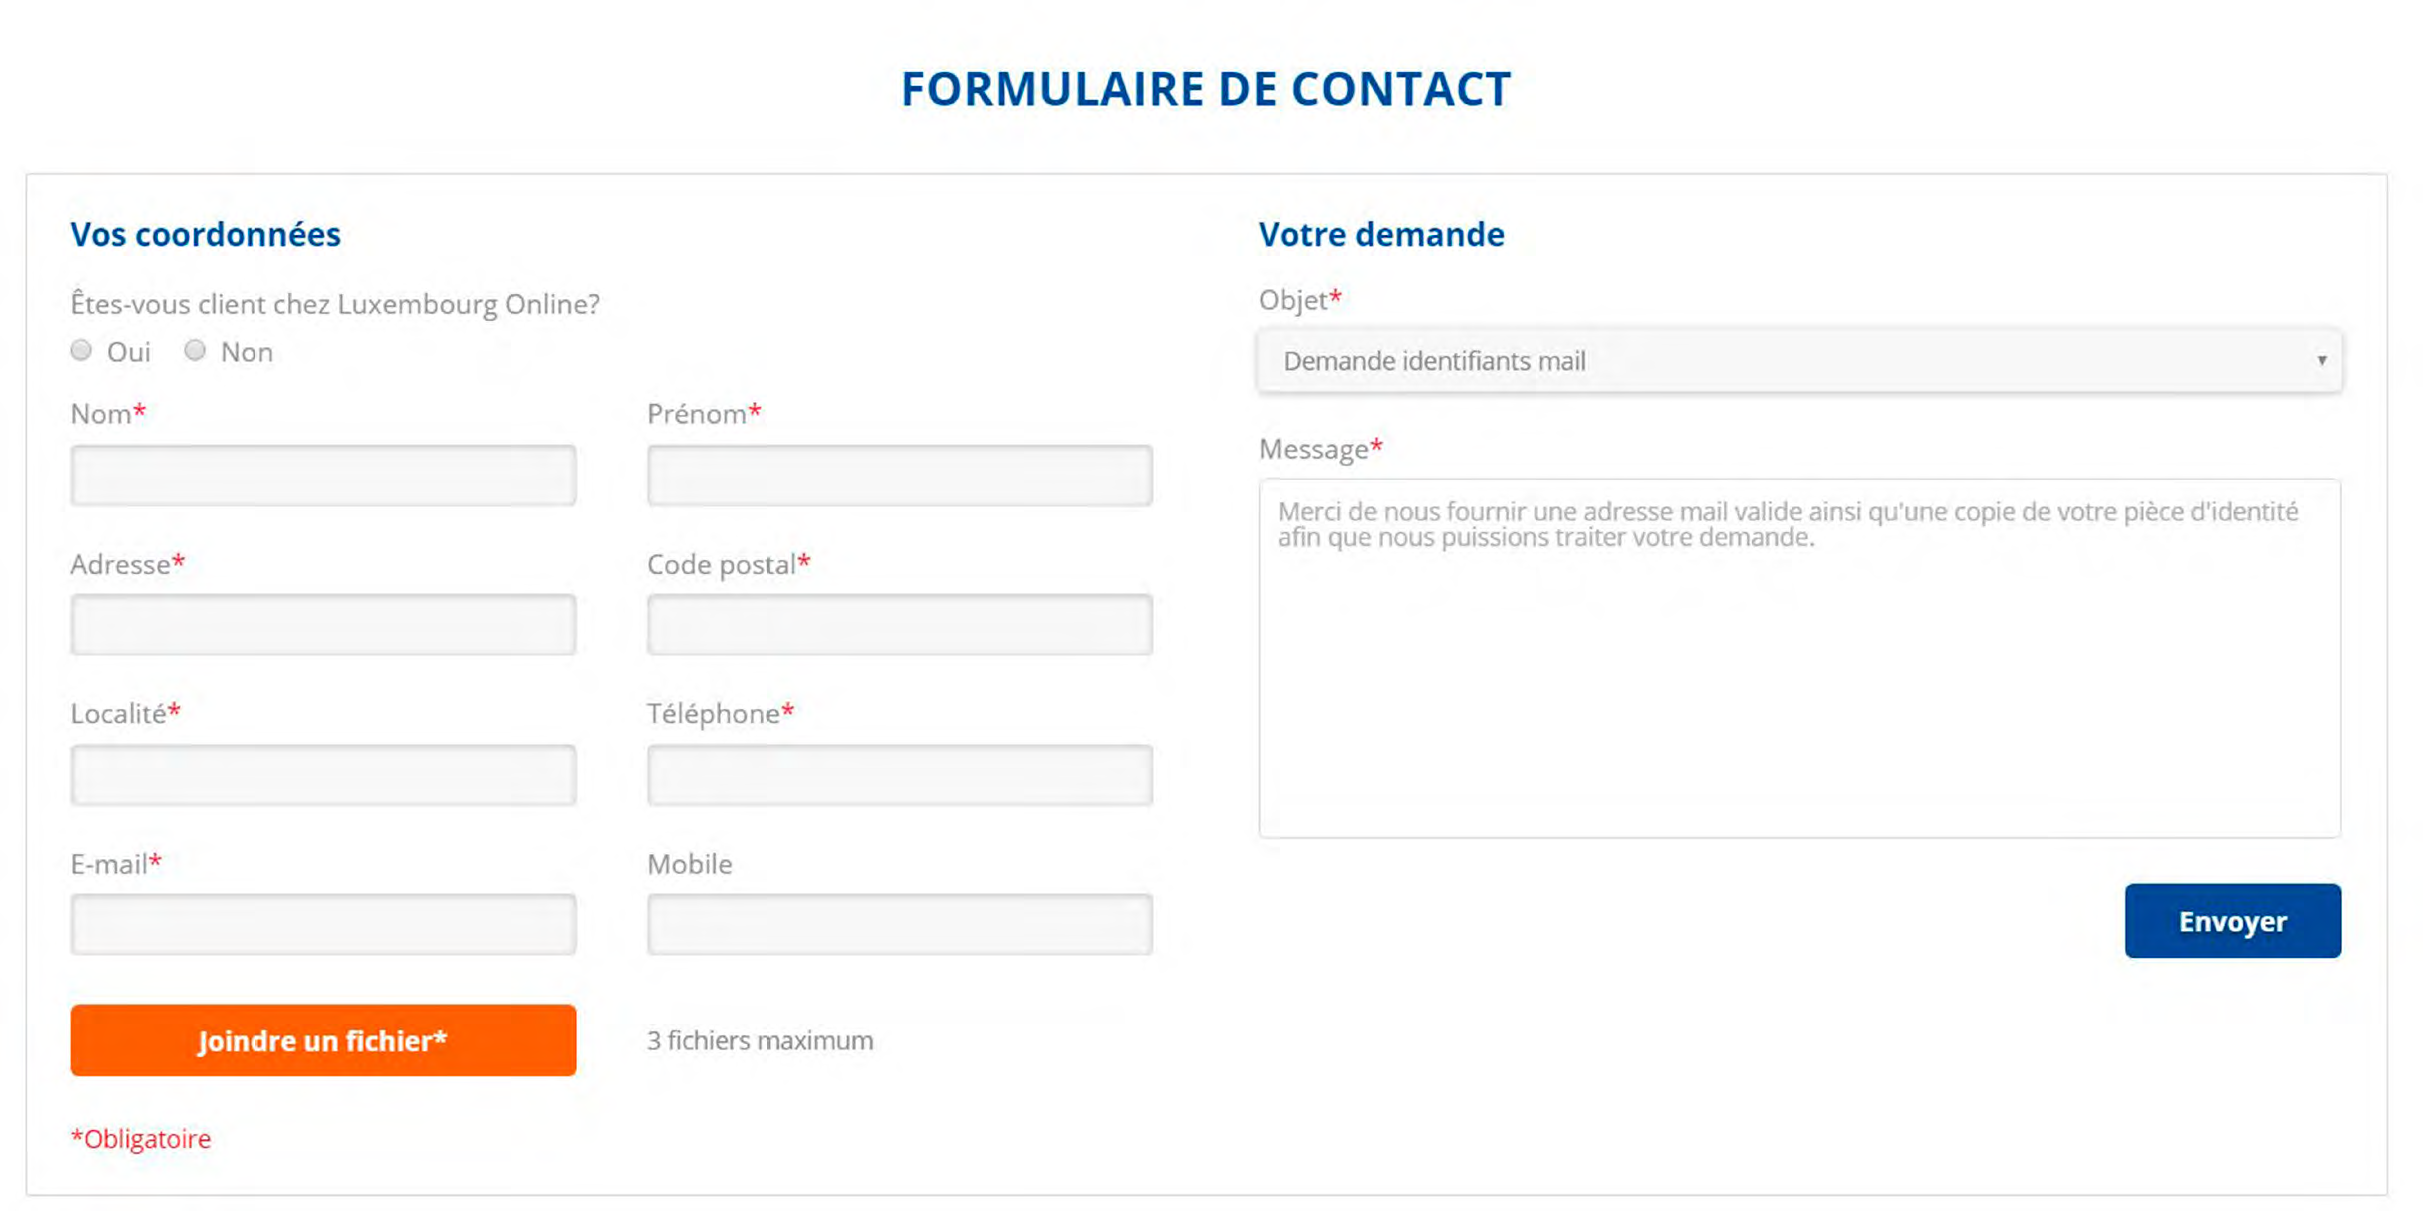 FORMULAIRE DE CONTACT
Vos coordonnées
Êtes-vous client chez Luxembourg Online?
Oui Non
Nom* Prénom*
Adresse* Code postal*
Localité* Téléphone*
E-mail* Mobile
Joindre un fichier* 3 fichiers maximum
*Obligatoire
Votre demande
Objet*
Demande identifiants mail
Message*
Merci de nous fournir une adresse mail valide ainsi qu'une copie de votre pièce d'identité
afin que nous puissions traiter votre demande.
Envoyer